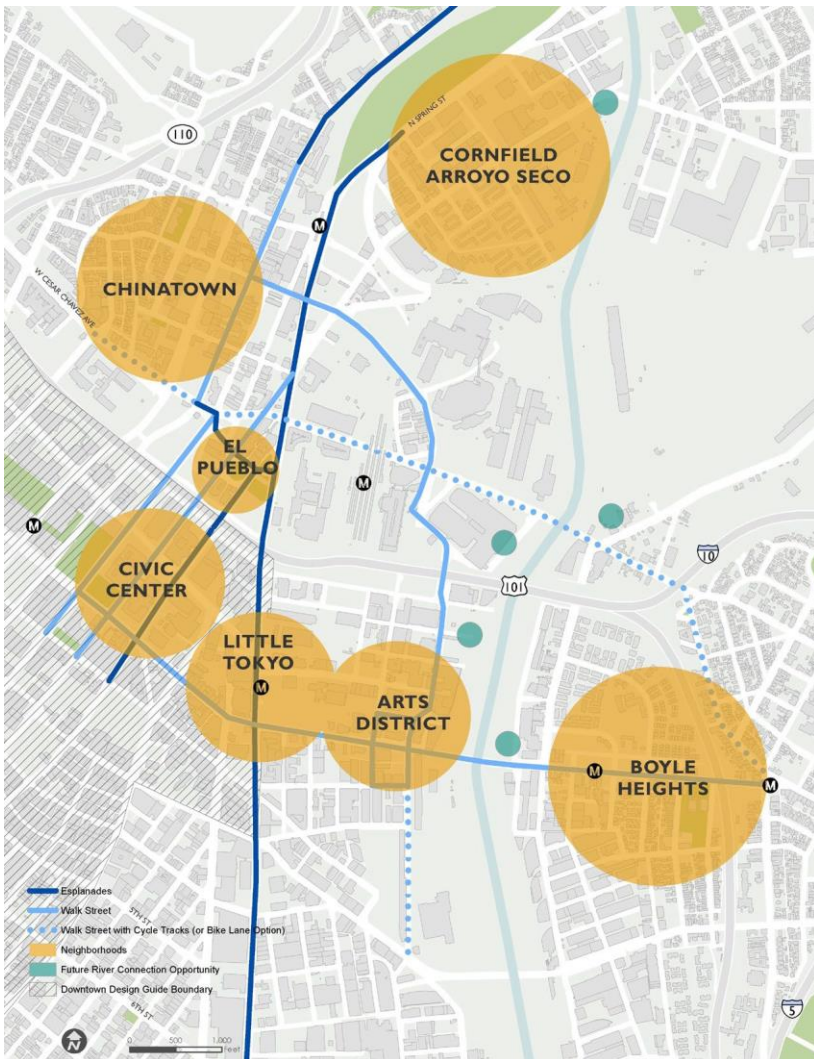 N SPRING ST
110
CORNFIELD
ARROYO SECO
M
CHINATOWN
W CESAR CHAVEZ AVE
EL
PUEBLO
M
M
CIVIC
CENTER
10
101
LITTLE
TOKYO
M
ARTS
DISTRICT
BOYLE
HEIGHTS
M
M
Esplanades
Walk Street
5TH ST
Walk Street with Cycle Tracks (or Bike Lane Option)
Neighborhoods
Future River Connection Opportunity
Downtown Design Guide Boundary
6TH ST
5
N
0 500 1,000
Feet